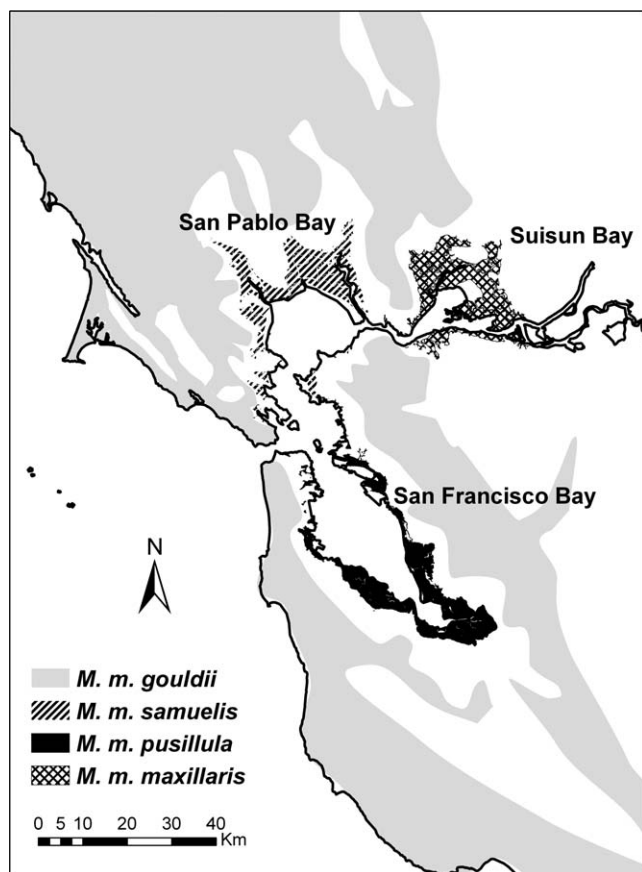 San Pablo Bay
Suisun Bay
San Francisco Bay
N
M. m. gouldii
M. m. samuelis
M. m. pusillula
M. m. maxillaris
0 5 10 20 30 40
Km